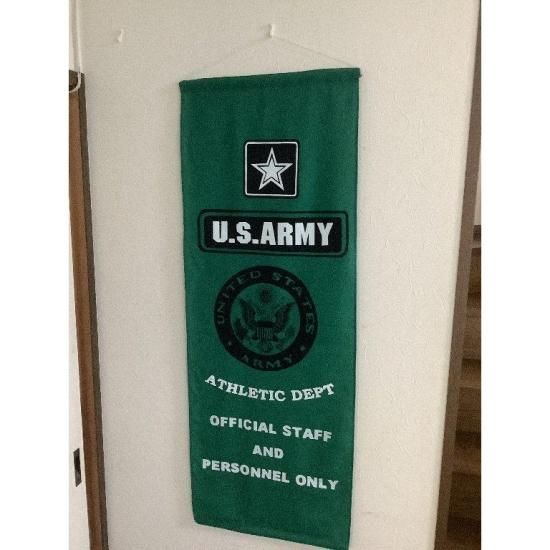 U.S.ARMY
UNITED STATES
ARMY
ATHLETIC DEPT
OFFICIAL STAFF
AND
PERSONNEL ONLY